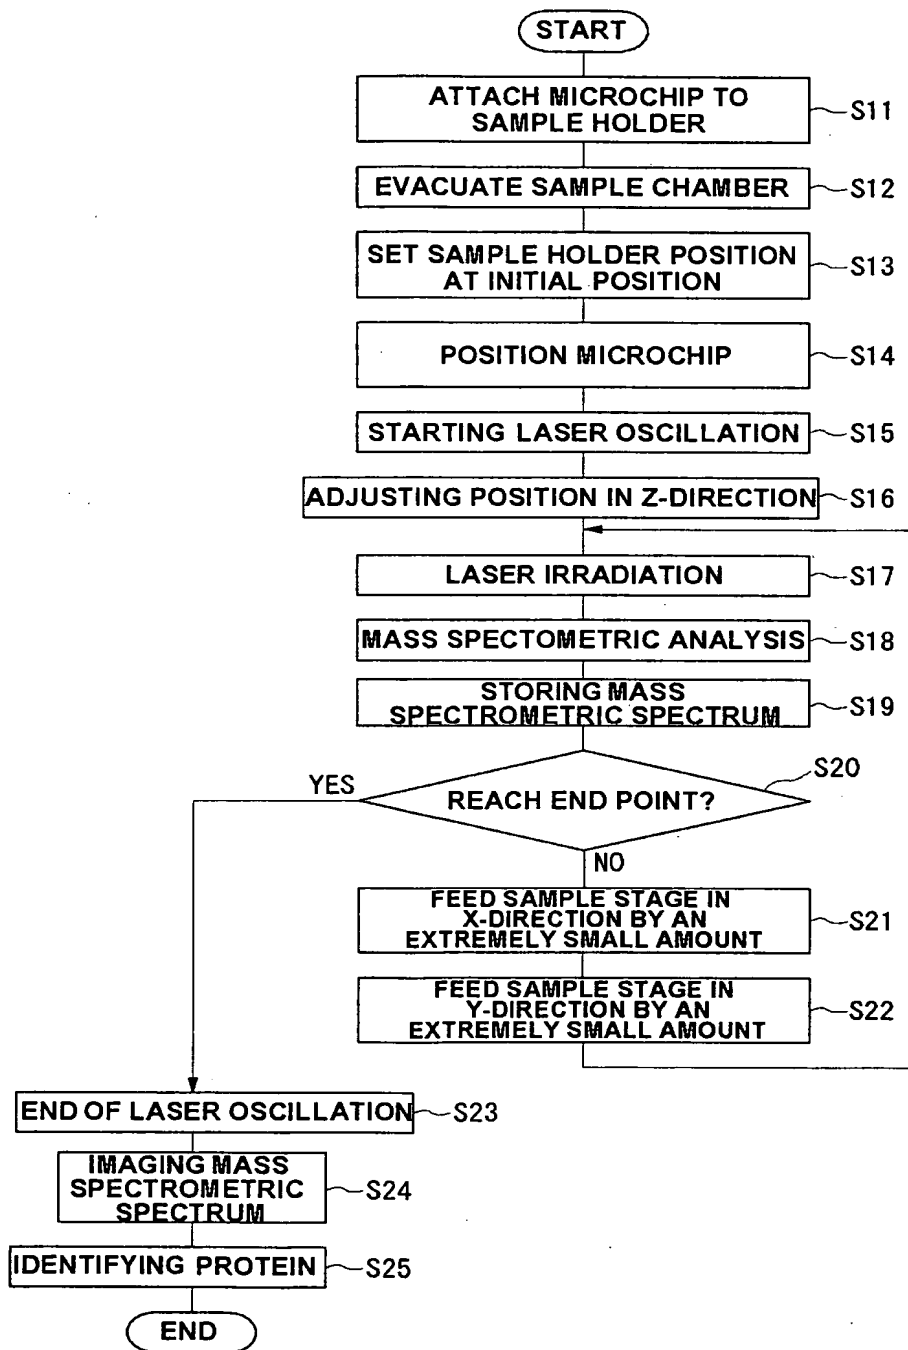 START
ATTACH MICROCHIP TO
SAMPLE HOLDER
S11
EVACUATE SAMPLE CHAMBER
S12
SET SAMPLE HOLDER POSITION
AT INITIAL POSITION
S13
POSITION MICROCHIP
S14
STARTING LASER OSCILLATION
S15
ADJUSTING POSITION IN Z-DIRECTION
S16
LASER IRRADIATION
S17
MASS SPECTOMETRIC ANALYSIS
S18
STORING MASS
SPECTROMETRIC SPECTRUM
S19
S20
YES
REACH END POINT?
NO
FEED SAMPLE STAGE IN
X-DIRECTION BY AN
EXTREMELY SMALL AMOUNT
S21
FEED SAMPLE STAGE IN
Y-DIRECTION BY AN
EXTREMELY SMALL AMOUNT
S22
END OF LASER OSCILLATION
S23
IMAGING MASS
SPECTROMETRIC
SPECTRUM
S24
IDENTIFYING PROTEIN
S25
END